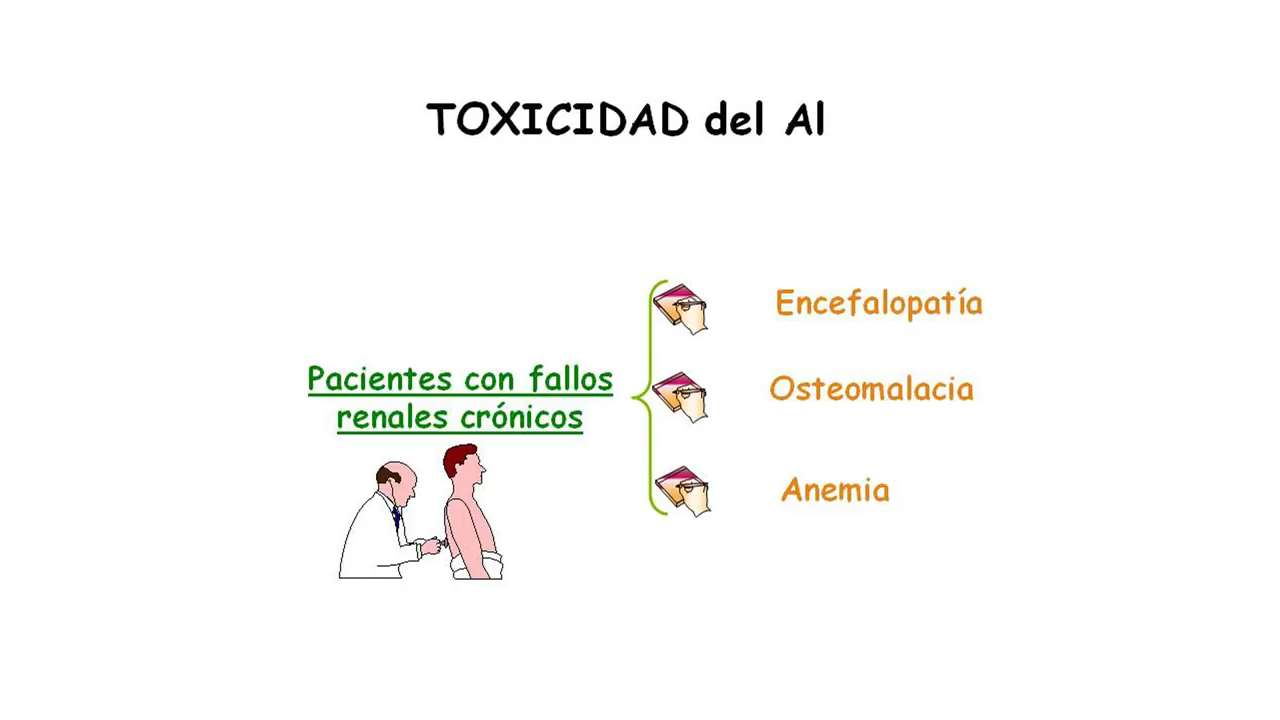 TOXICIDAD del Al
Pacientes con fallos
renales crónicos
Encefalopatía
Osteomalacia
Anemia